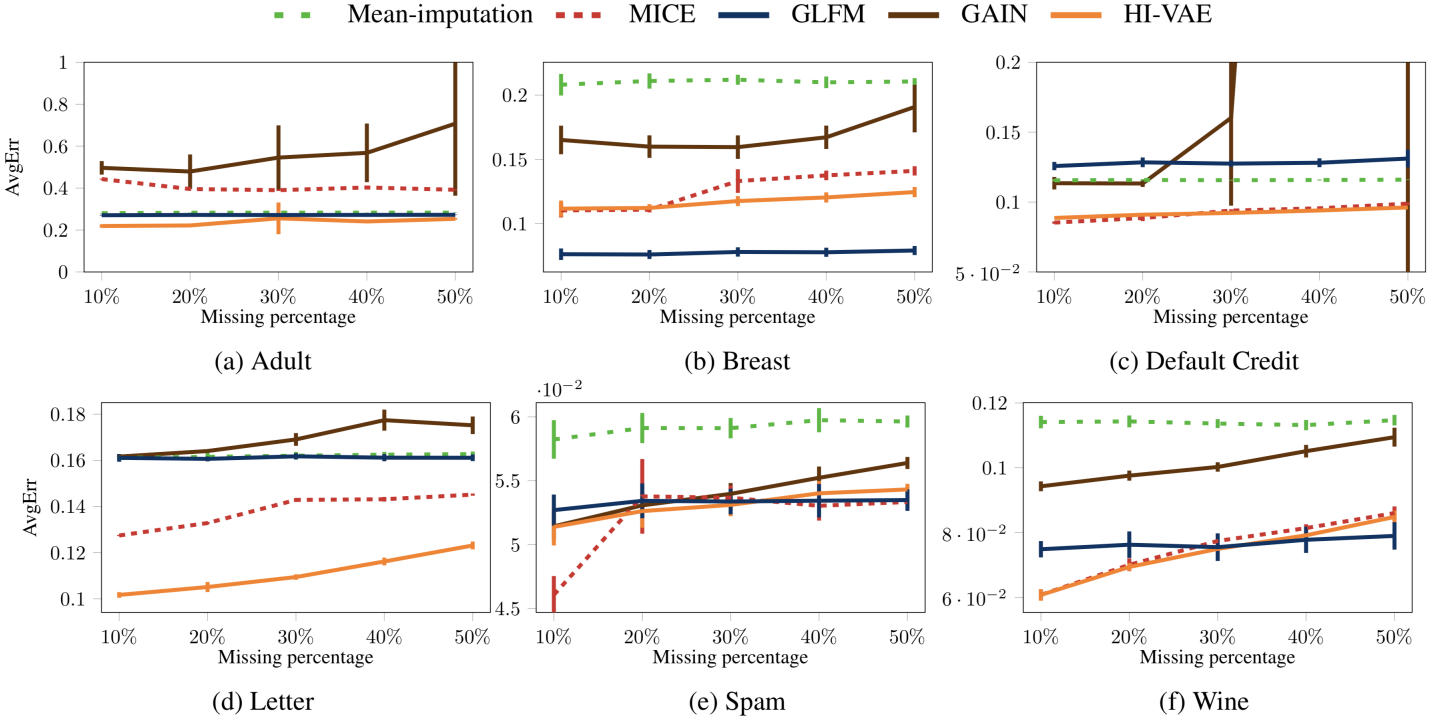 Mean-imputation MICE GLFM GAIN HI-VAE
1
0.8
0.6
0.4
0.2
0
AvgErr
10% 20% 30% 40% 50%
Missing percentage
(a) Adult
0.2
0.15
0.1
10% 20% 30% 40% 50%
Missing percentage
(b) Breast
0.2
0.15
0.1
5 · 10⁻²
10% 20% 30% 40% 50%
Missing percentage
(c) Default Credit
0.18
0.16
0.14
0.12
0.1
AvgErr
10% 20% 30% 40% 50%
Missing percentage
(d) Letter
·10⁻²
6
5.5
5
4.5
10% 20% 30% 40% 50%
Missing percentage
(e) Spam
0.12
0.1
8 · 10⁻²
6 · 10⁻²
10% 20% 30% 40% 50%
Missing percentage
(f) Wine